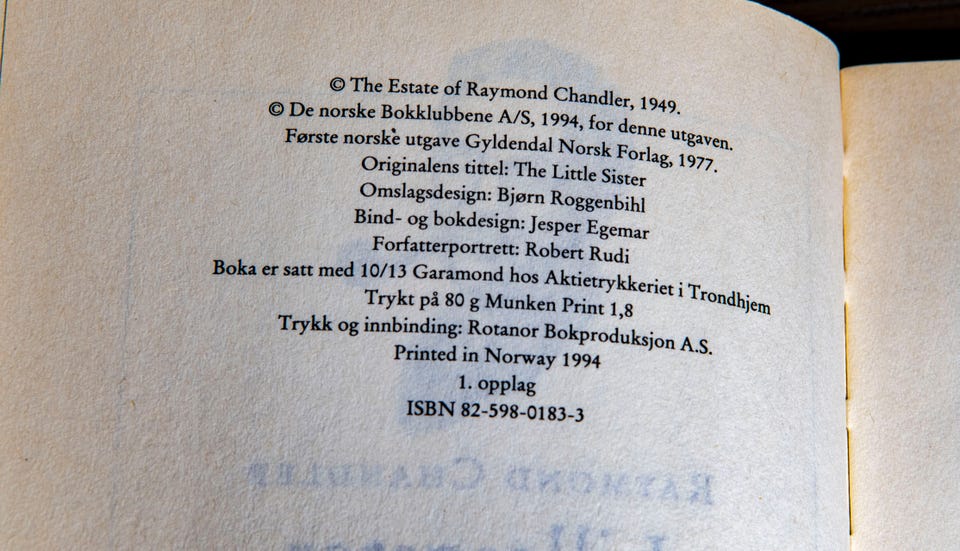 © The Estate of Raymond Chandler, 1949.
© De norske Bokklubbene A/S, 1994, for denne utgaven.
Første norske utgave Gyldendal Norsk Forlag, 1977.
Originalens tittel: The Little Sister
Omslagsdesign: Bjørn Roggenbihl
Bind- og bokdesign: Jesper Egemar
Forfatterportrett: Robert Rudi
Boka er satt med 10/13 Garamond hos Aktietrykkeriet i Trondhjem
Trykt på 80 g Munken Print 1,8
Trykk og innbinding: Rotanor Bokproduksjon A.S.
Printed in Norway 1994
1. opplag
ISBN 82-598-0183-3
RAYMOND CHANDLER